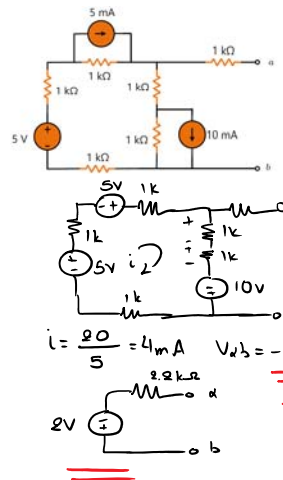 5 mA
1 kΩ
a
1 kΩ
1 kΩ
1 kΩ
5 V
+
-
1 kΩ
10 mA
1 kΩ
b
5V
1k
- +
+
1k
1k
+
-
5v
i
+
-
1k
+
-
10v
1k
i = 20/5 = 4mA Vab = -
2.2kΩ
a
2V
b